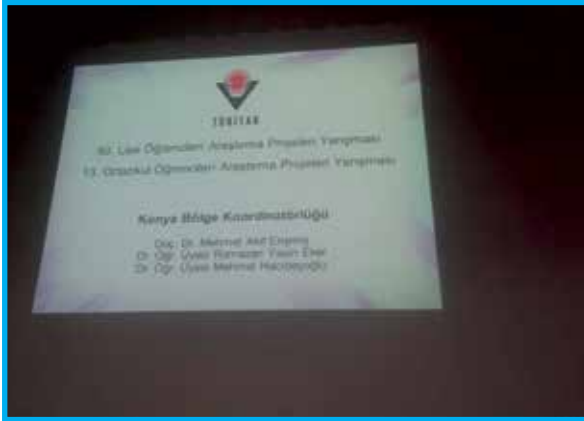 TÜBİTAK
Lise Öğrencileri Araştırma Projeleri Yarışması
13. Ortaokul Öğrencileri Araştırma Projeleri Yarışması
Konya Bölge Koordinatörlüğü
Doç. Dr. Mehmet Akif
Dr. Öğr. Üyesi Ramazan Yasin Eker
Dr. Öğr. Üyesi Mehmet Hacıbeyoğlu